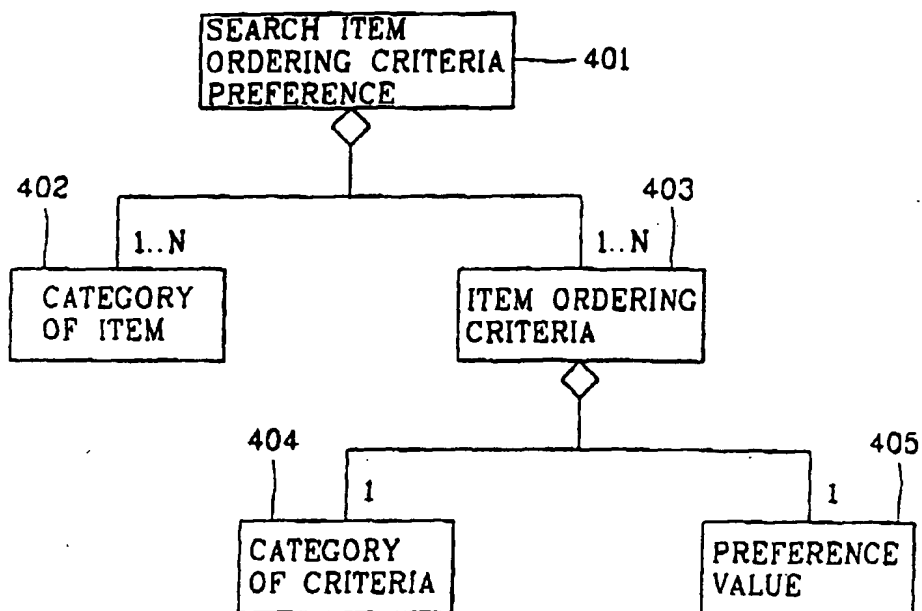 SEARCH ITEM
ORDERING CRITERIA
PREFERENCE
401
402
403
1..N
1..N
CATEGORY
OF ITEM
ITEM ORDERING
CRITERIA
404
405
1
1
CATEGORY
OF CRITERIA
PREFERENCE
VALUE